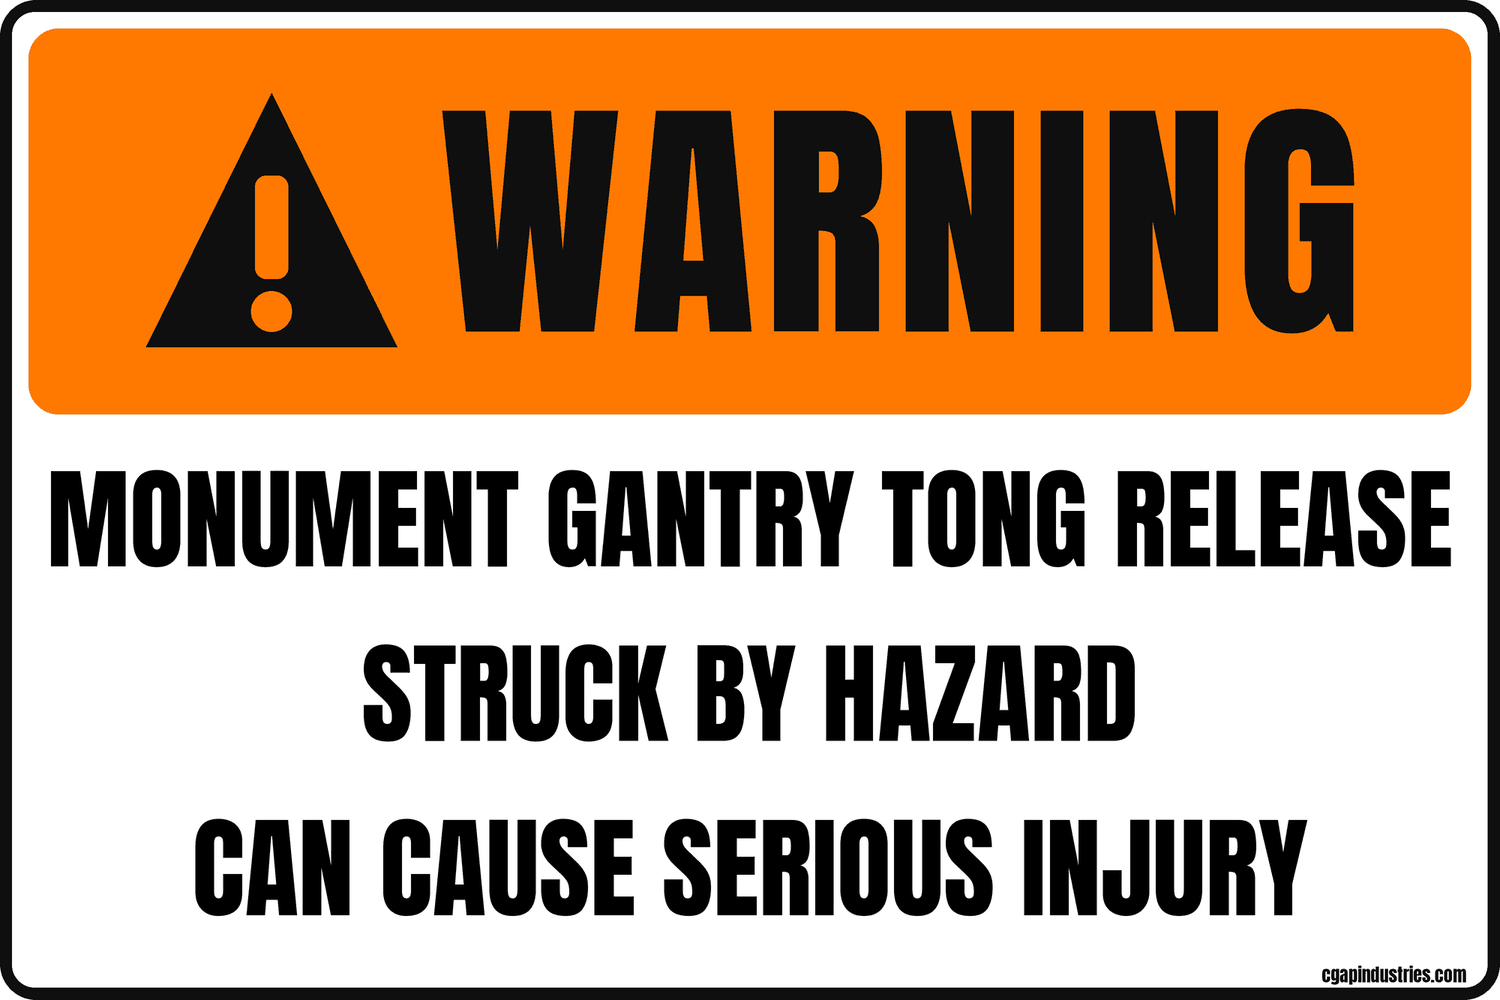 WARNING
MONUMENT GANTRY TONG RELEASE
STRUCK BY HAZARD
CAN CAUSE SERIOUS INJURY
cgapindustries.com